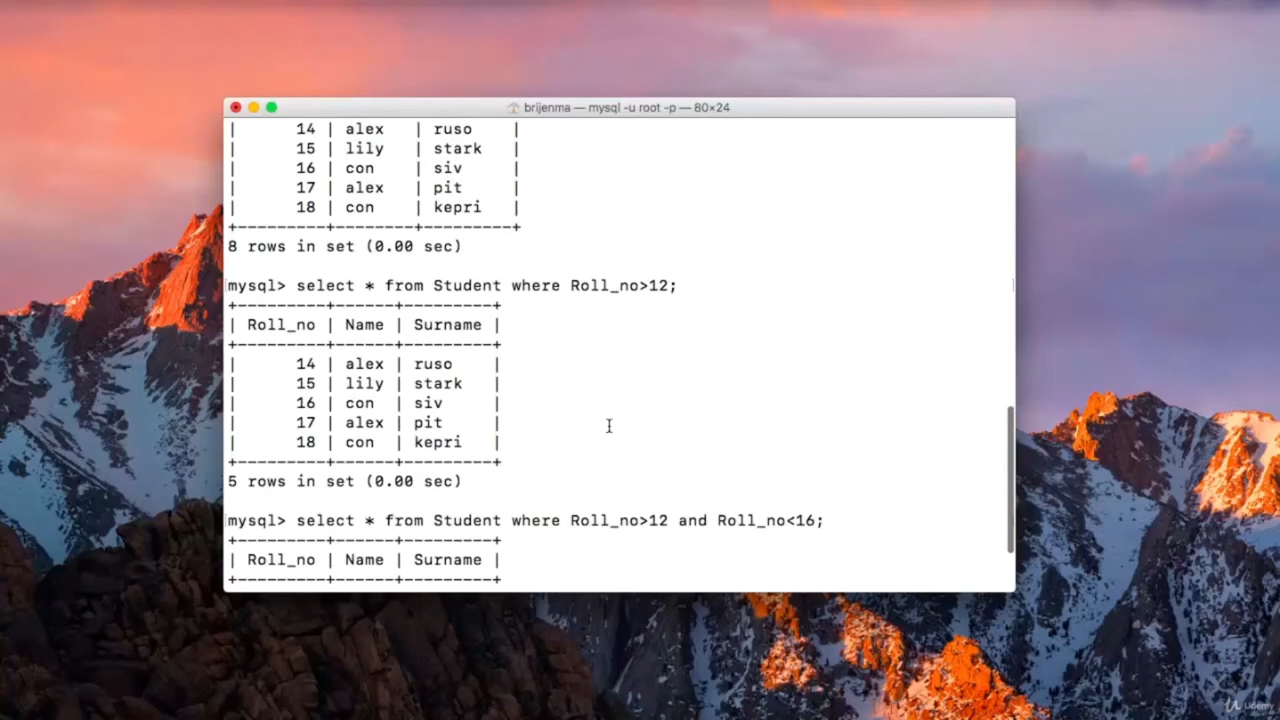 brijenma — mysql -u root -p — 80×24
|      14 | alex   | ruso    |
|      15 | lily   | stark   |
|      16 | con    | siv     |
|      17 | alex   | pit     |
|      18 | con    | kepri   |
+---------+--------+---------+
8 rows in set (0.00 sec)
mysql> select * from Student where Roll_no>12;
+---------+------+---------+
| Roll_no | Name | Surname |
+---------+------+---------+
|      14 | alex | ruso    |
|      15 | lily | stark   |
|      16 | con  | siv     |
|      17 | alex | pit     |
|      18 | con  | kepri   |
+---------+------+---------+
5 rows in set (0.00 sec)
mysql> select * from Student where Roll_no>12 and Roll_no<16;
+---------+------+---------+
| Roll_no | Name | Surname |
+---------+------+---------+
Udemy